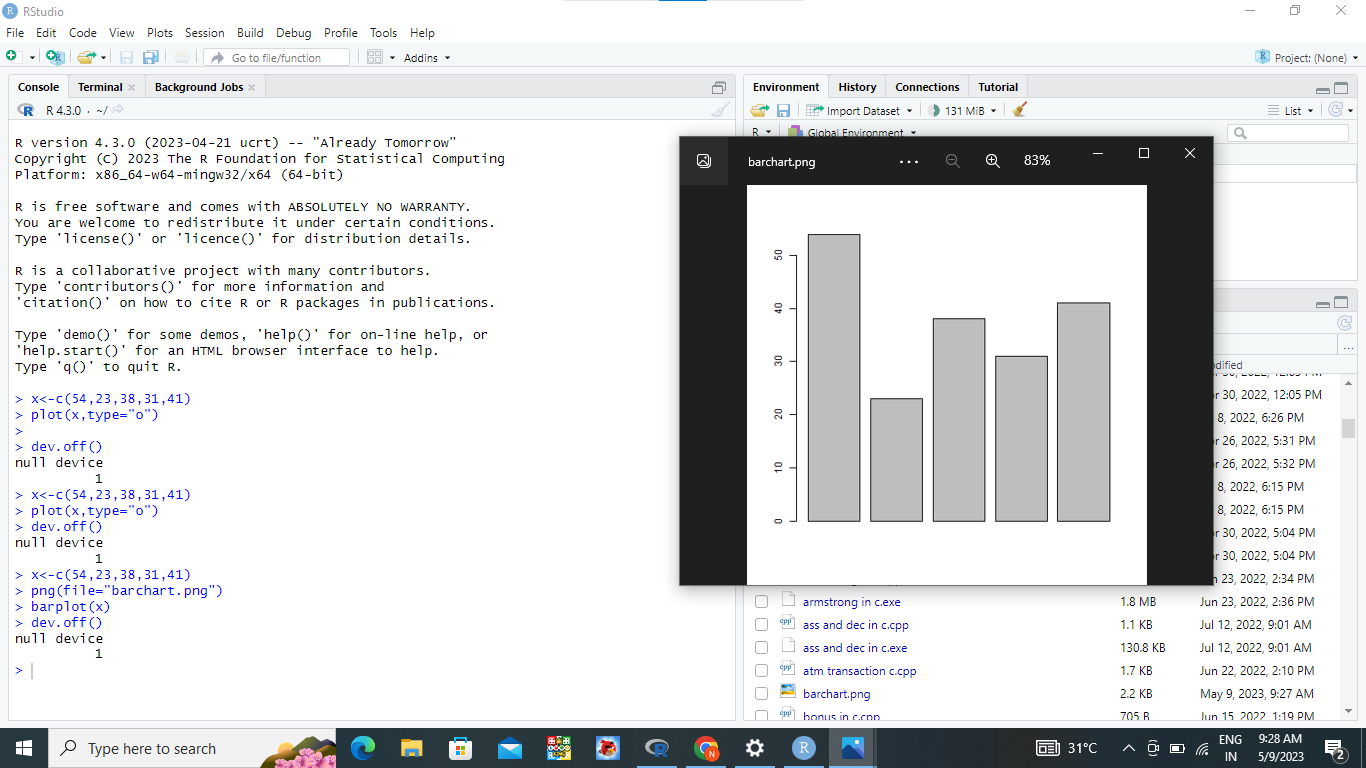 RStudio
File Edit Code View Plots Session Build Debug Profile Tools Help
Go to file/function Addins Project: (None)
Console Terminal Background Jobs
R 4.3.0 · ~/
R version 4.3.0 (2023-04-21 ucrt) -- "Already Tomorrow"
Copyright (C) 2023 The R Foundation for Statistical Computing
Platform: x86_64-w64-mingw32/x64 (64-bit)
R is free software and comes with ABSOLUTELY NO WARRANTY.
You are welcome to redistribute it under certain conditions.
Type 'license()' or 'licence()' for distribution details.
R is a collaborative project with many contributors.
Type 'contributors()' for more information and
'citation()' on how to cite R or R packages in publications.
Type 'demo()' for some demos, 'help()' for on-line help, or
'help.start()' for an HTML browser interface to help.
Type 'q()' to quit R.
> x<-c(54,23,38,31,41)
> plot(x,type="o")
>
> dev.off()
null device
1
> x<-c(54,23,38,31,41)
> plot(x,type="o")
> dev.off()
null device
1
> x<-c(54,23,38,31,41)
> png(file="barchart.png")
> barplot(x)
> dev.off()
null device
1
>
Environment History Connections Tutorial
Import Dataset 131 MiB List
R Global Environment
barchart.png 83%
50
40
30
20
10
0
30, 2022, 12:05 PM
8, 2022, 6:26 PM
26, 2022, 5:31 PM
26, 2022, 5:32 PM
8, 2022, 6:15 PM
8, 2022, 6:15 PM
30, 2022, 5:04 PM
30, 2022, 5:04 PM
23, 2022, 2:34 PM
armstrong in c.exe 1.8 MB Jun 23, 2022, 2:36 PM
ass and dec in c.cpp 1.1 KB Jul 12, 2022, 9:01 AM
ass and dec in c.exe 130.8 KB Jul 12, 2022, 9:01 AM
atm transaction c.cpp 1.7 KB Jun 22, 2022, 2:10 PM
barchart.png 2.2 KB May 9, 2023, 9:27 AM
bonus in c.cpp 705 B Jun 15, 2022, 1:19 PM
Type here to search
31°C
ENG
IN
9:28 AM
5/9/2023
2